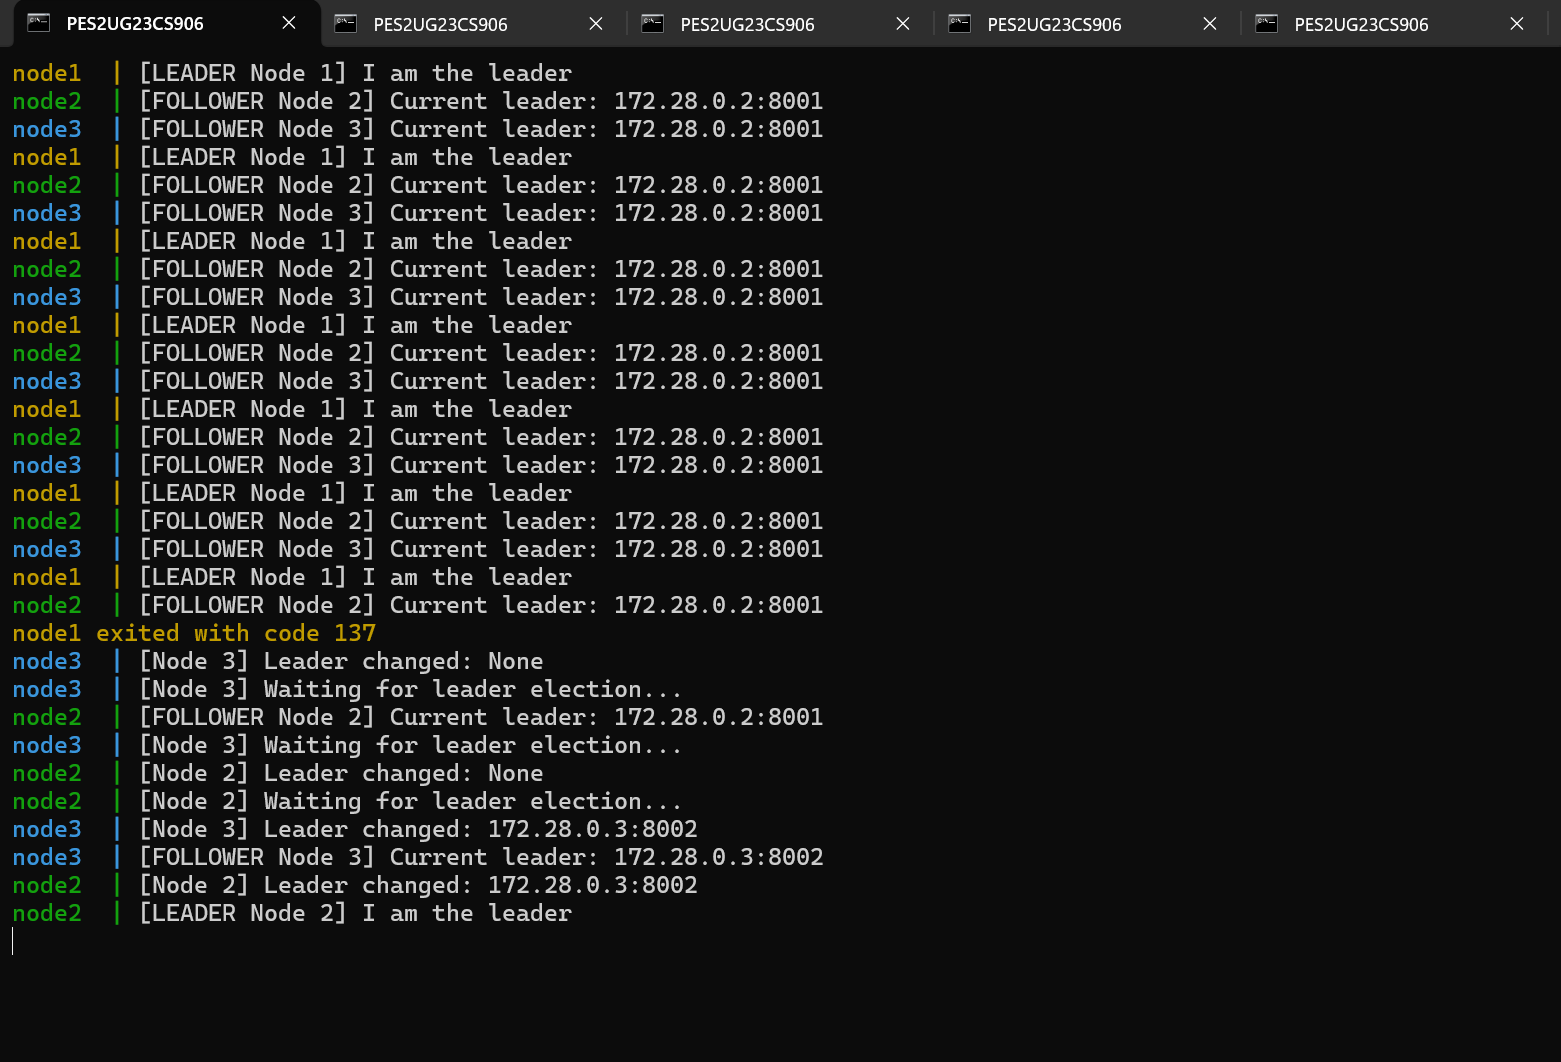 PES2UG23CS906 PES2UG23CS906 PES2UG23CS906 PES2UG23CS906 PES2UG23CS906
node1 | [LEADER Node 1] I am the leader
node2 | [FOLLOWER Node 2] Current leader: 172.28.0.2:8001
node3 | [FOLLOWER Node 3] Current leader: 172.28.0.2:8001
node1 | [LEADER Node 1] I am the leader
node2 | [FOLLOWER Node 2] Current leader: 172.28.0.2:8001
node3 | [FOLLOWER Node 3] Current leader: 172.28.0.2:8001
node1 | [LEADER Node 1] I am the leader
node2 | [FOLLOWER Node 2] Current leader: 172.28.0.2:8001
node3 | [FOLLOWER Node 3] Current leader: 172.28.0.2:8001
node1 | [LEADER Node 1] I am the leader
node2 | [FOLLOWER Node 2] Current leader: 172.28.0.2:8001
node3 | [FOLLOWER Node 3] Current leader: 172.28.0.2:8001
node1 | [LEADER Node 1] I am the leader
node2 | [FOLLOWER Node 2] Current leader: 172.28.0.2:8001
node3 | [FOLLOWER Node 3] Current leader: 172.28.0.2:8001
node1 | [LEADER Node 1] I am the leader
node2 | [FOLLOWER Node 2] Current leader: 172.28.0.2:8001
node3 | [FOLLOWER Node 3] Current leader: 172.28.0.2:8001
node1 | [LEADER Node 1] I am the leader
node2 | [FOLLOWER Node 2] Current leader: 172.28.0.2:8001
node1 exited with code 137
node3 | [Node 3] Leader changed: None
node3 | [Node 3] Waiting for leader election...
node2 | [FOLLOWER Node 2] Current leader: 172.28.0.2:8001
node3 | [Node 3] Waiting for leader election...
node2 | [Node 2] Leader changed: None
node2 | [Node 2] Waiting for leader election...
node3 | [Node 3] Leader changed: 172.28.0.3:8002
node3 | [FOLLOWER Node 3] Current leader: 172.28.0.3:8002
node2 | [Node 2] Leader changed: 172.28.0.3:8002
node2 | [LEADER Node 2] I am the leader